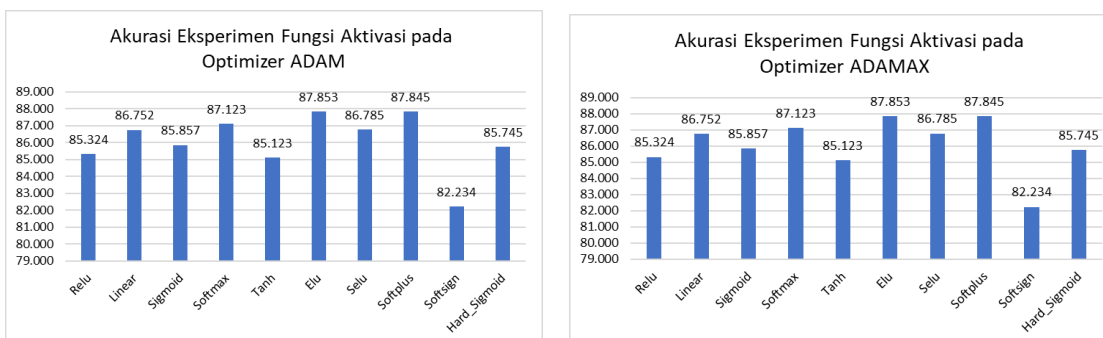 Akurasi Eksperimen Fungsi Aktivasi pada
Optimizer ADAM
89.000
88.000
87.000
86.000
85.000
84.000
83.000
82.000
81.000
80.000
79.000
85.324
86.752
85.857
87.123
85.123
87.853
86.785
87.845
82.234
85.745
Relu
Linear
Sigmoid
Softmax
Tanh
Elu
Selu
Softplus
Softsign
Hard_Sigmoid
Akurasi Eksperimen Fungsi Aktivasi pada
Optimizer ADAMAX
89.000
88.000
87.000
86.000
85.000
84.000
83.000
82.000
81.000
80.000
79.000
85.324
86.752
85.857
87.123
85.123
87.853
86.785
87.845
82.234
85.745
Relu
Linear
Sigmoid
Softmax
Tanh
Elu
Selu
Softplus
Softsign
Hard_Sigmoid